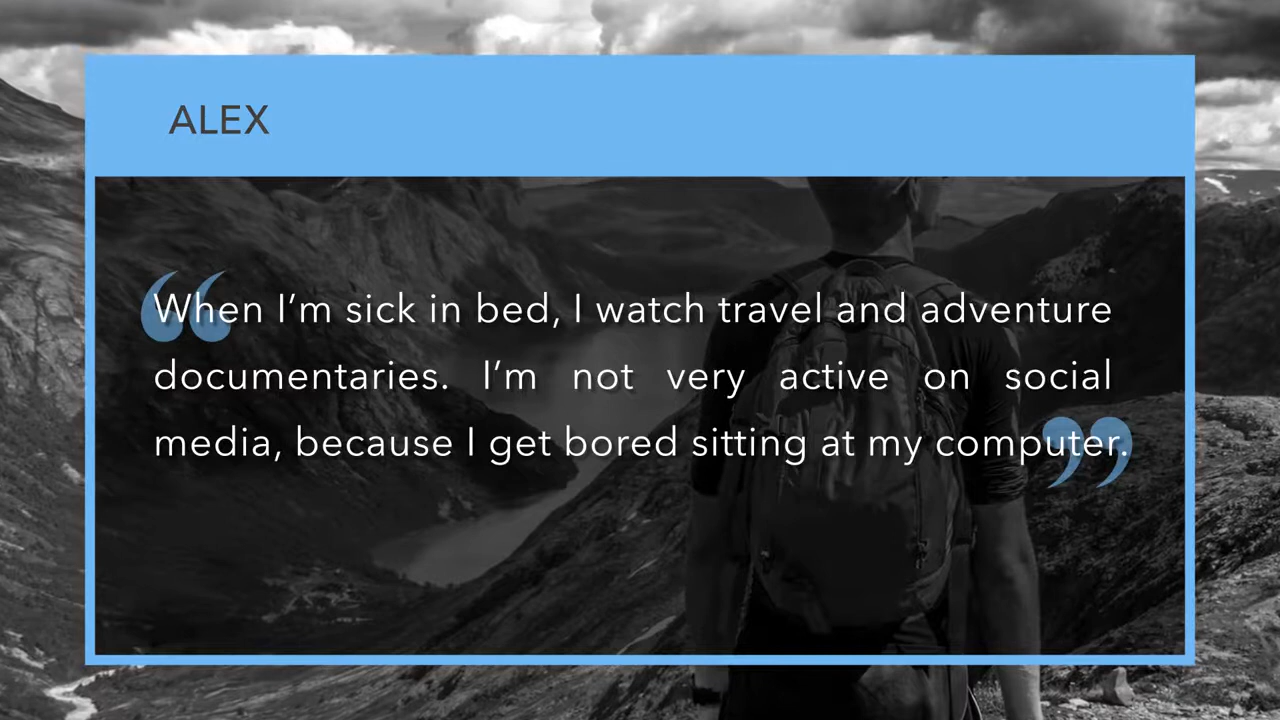 ALEX
“When I’m sick in bed, I watch travel and adventure
documentaries. I’m not very active on social
media, because I get bored sitting at my computer.”